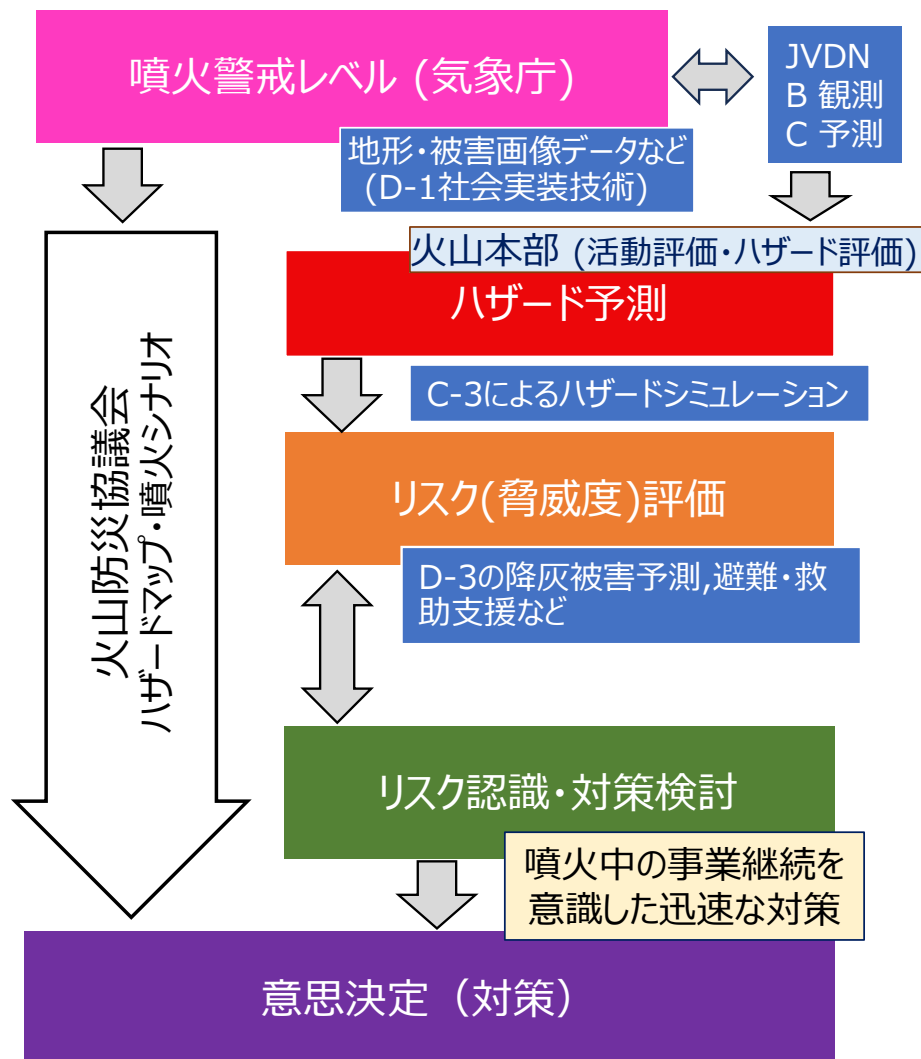 噴火警戒レベル (気象庁)
JVDN
B 観測
C 予測
地形・被害画像データなど
(D-1社会実装技術)
火山本部 (活動評価・ハザード評価)
ハザード予測
C-3によるハザードシミュレーション
火山防災協議会
ハザードマップ・噴火シナリオ
リスク(脅威度)評価
D-3の降灰被害予測,避難・救
助支援など
リスク認識・対策検討
噴火中の事業継続を
意識した迅速な対策
意思決定（対策）